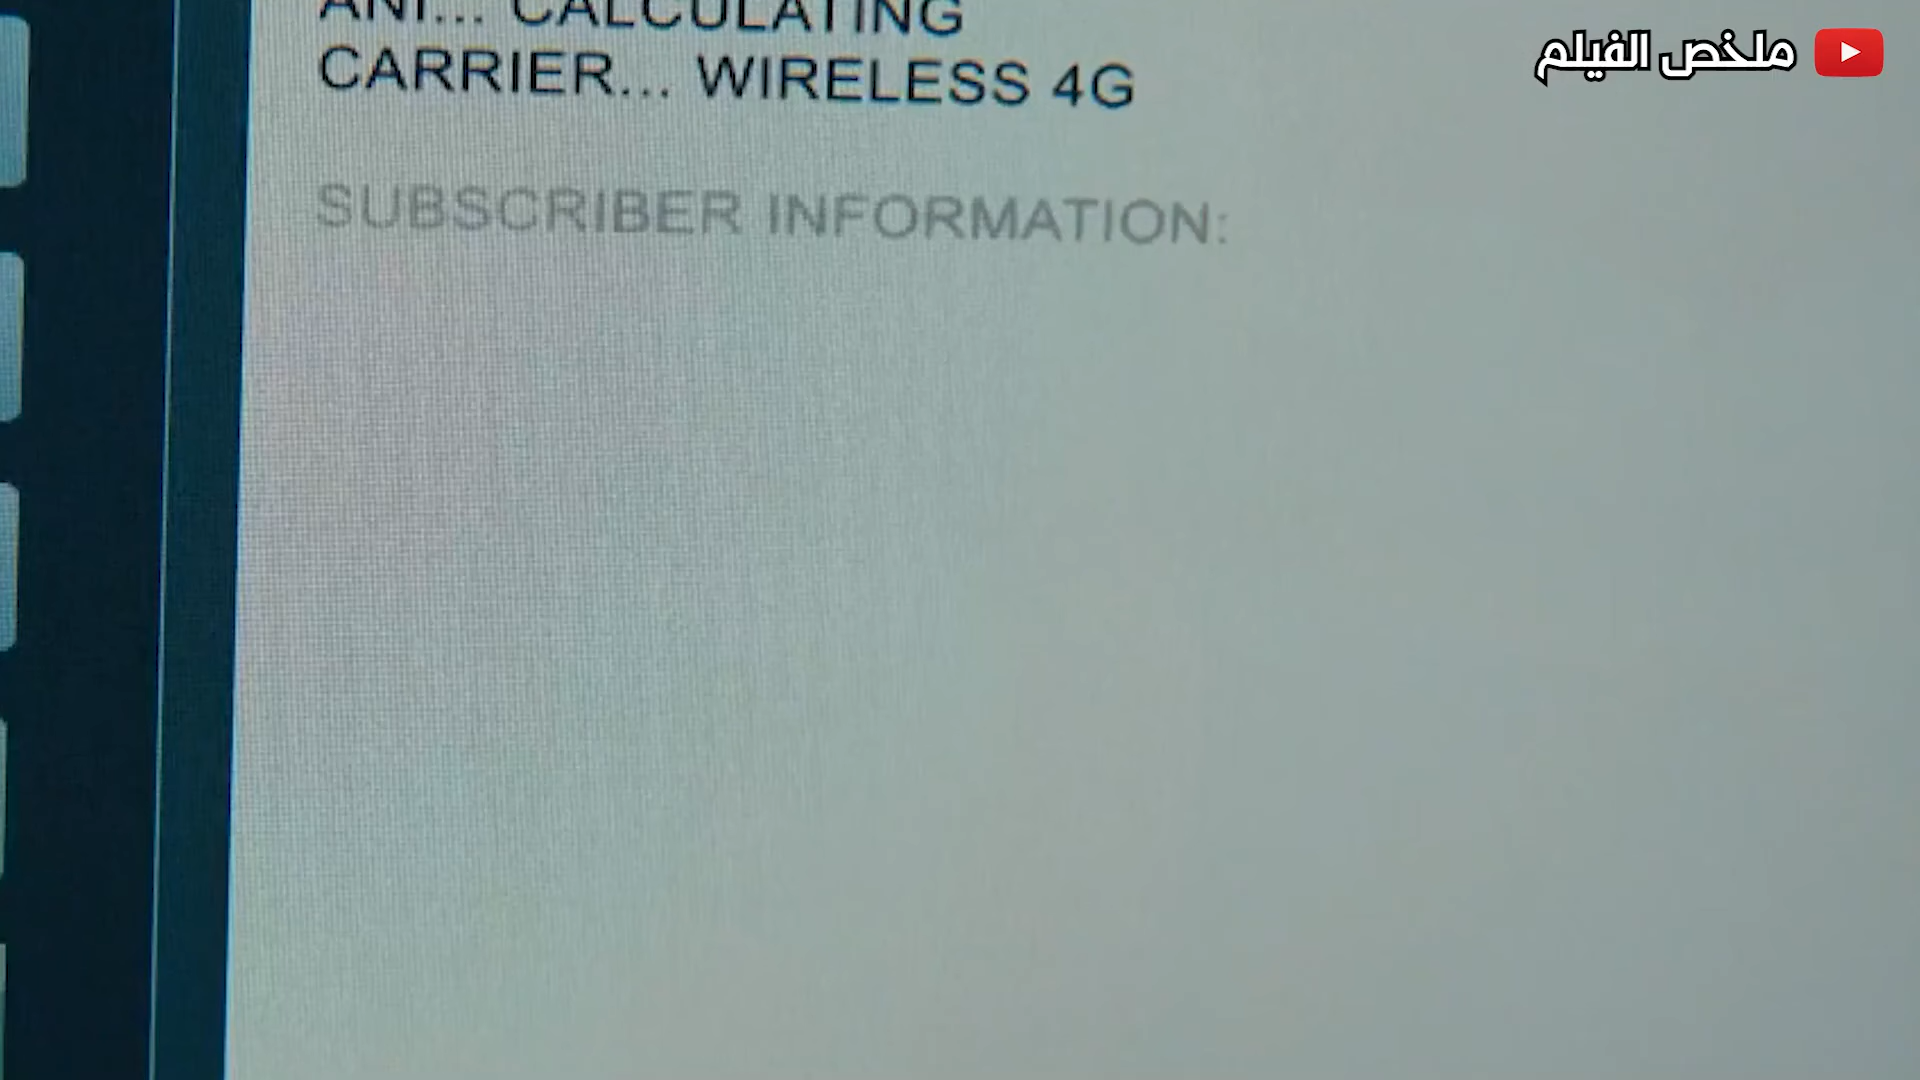 ANI... CALCULATING
CARRIER... WIRELESS 4G
ملخص الفيلم
SUBSCRIBER INFORMATION: